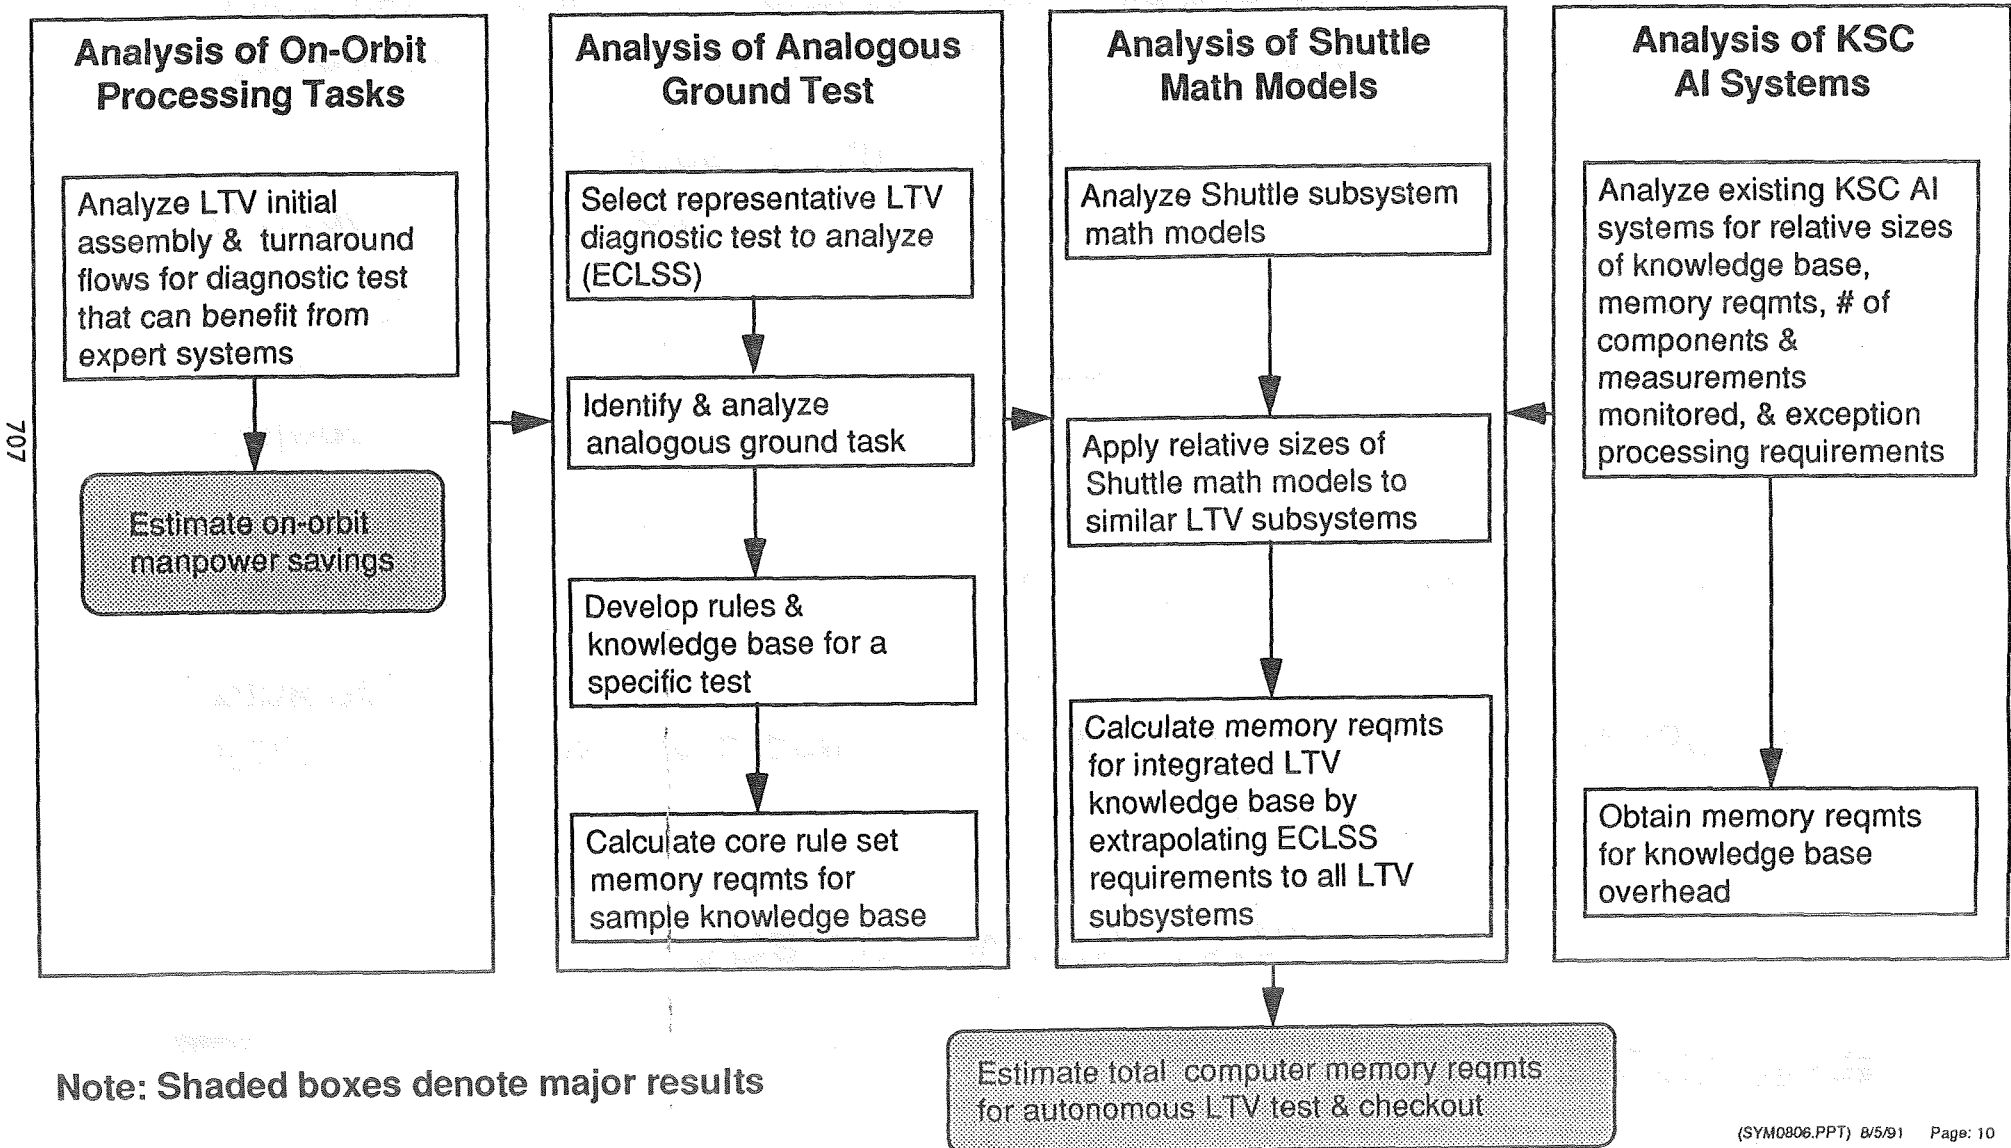 Analysis of On-Orbit
Processing Tasks
Analyze LTV initial
assembly & turnaround
flows for diagnostic test
that can benefit from
expert systems
Estimate on-orbit
manpower savings
Analysis of Analogous
Ground Test
Select representative LTV
diagnostic test to analyze
(ECLSS)
Identify & analyze
analogous ground task
Develop rules &
knowledge base for a
specific test
Calculate core rule set
memory reqmts for
sample knowledge base
Analysis of Shuttle
Math Models
Analyze Shuttle subsystem
math models
Apply relative sizes of
Shuttle math models to
similar LTV subsystems
Calculate memory reqmts
for integrated LTV
knowledge base by
extrapolating ECLSS
requirements to all LTV
subsystems
Analysis of KSC
AI Systems
Analyze existing KSC AI
systems for relative sizes
of knowledge base,
memory reqmts, # of
components &
measurements
monitored, & exception
processing requirements
Obtain memory reqmts
for knowledge base
overhead
Estimate total computer memory reqmts
for autonomous LTV test & checkout
Note: Shaded boxes denote major results
707
(SYM0806.PPT) 8/5/91 Page: 10